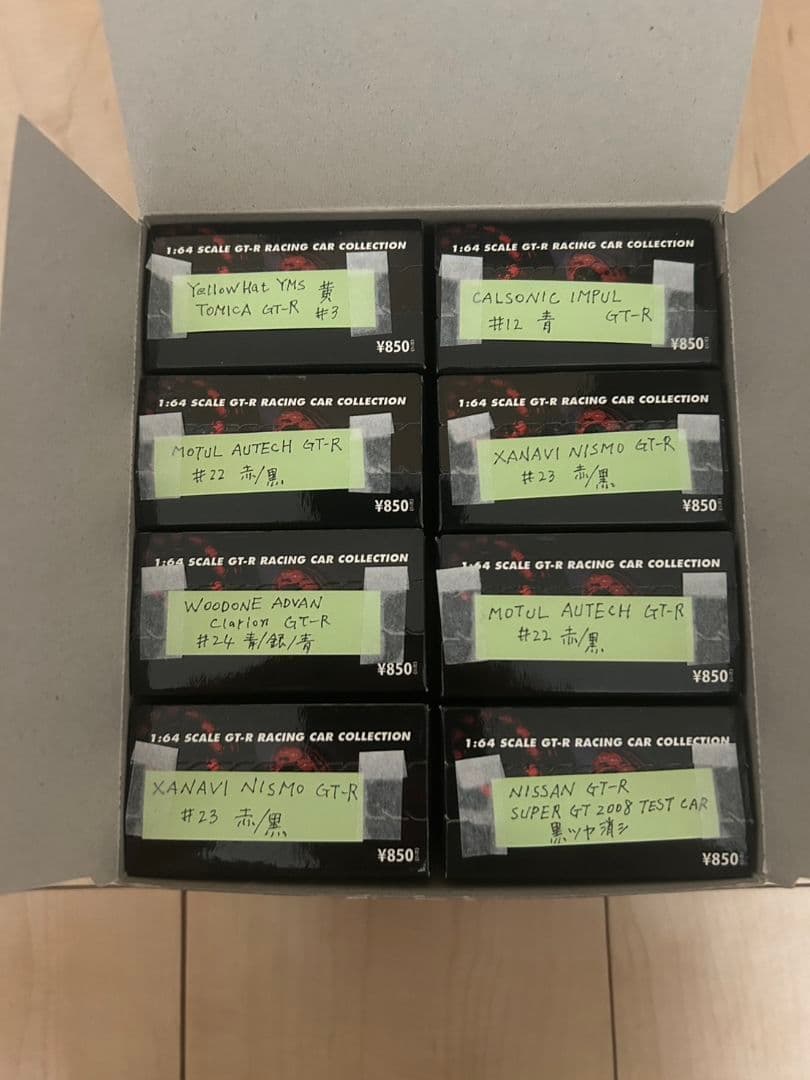 1:64 SCALE GT-R RACING CAR COLLECTION
YellowHat YMS 黄
TOMICA GT-R #3
¥850
1:64 SCALE GT-R RACING CAR COLLECTION
CALSONIC IMPUL
#12 青 GT-R
¥850
1:64 SCALE GT-R RACING CAR COLLECTION
MOTUL AUTECH GT-R
#22 赤/黒
¥850
1:64 SCALE GT-R RACING CAR COLLECTION
XANAVI NISMO GT-R
#23 赤/黒
¥850
1:64 SCALE GT-R RACING CAR COLLECTION
WOODONE ADVAN
Clarion GT-R
#24 青/銀/青
¥850
1:64 SCALE GT-R RACING CAR COLLECTION
MOTUL AUTECH GT-R
#22 赤/黒
¥850
1:64 SCALE GT-R RACING CAR COLLECTION
XANAVI NISMO GT-R
#23 赤/黒
¥850
1:64 SCALE GT-R RACING CAR COLLECTION
NISSAN GT-R
SUPER GT 2008 TEST CAR
黒ツヤ消シ
¥850